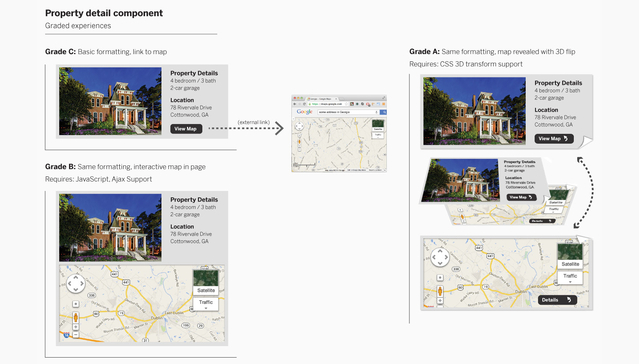 Property detail component
Graded experiences
Grade C: Basic formatting, link to map
Property Details
4 bedroom / 3 bath
2-car garage
Location
78 Rivervale Drive
Cottonwood, GA
View Map
(external link)
Google
Grade B: Same formatting, interactive map in page
Requires: JavaScript, Ajax Support
Property Details
4 bedroom / 3 bath
2-car garage
Location
78 Rivervale Drive
Cottonwood, GA
Satellite
Traffic
Grade A: Same formatting, map revealed with 3D flip
Requires: CSS 3D transform support
Property Details
4 bedroom / 3 bath
2-car garage
Location
78 Rivervale Drive
Cottonwood, GA
View Map
Property Details
4 bedroom / 3 bath
2-car garage
Location
78 Rivervale Drive
Cottonwood, GA
View Map
Satellite
Traffic
Details
Satellite
Traffic
Details